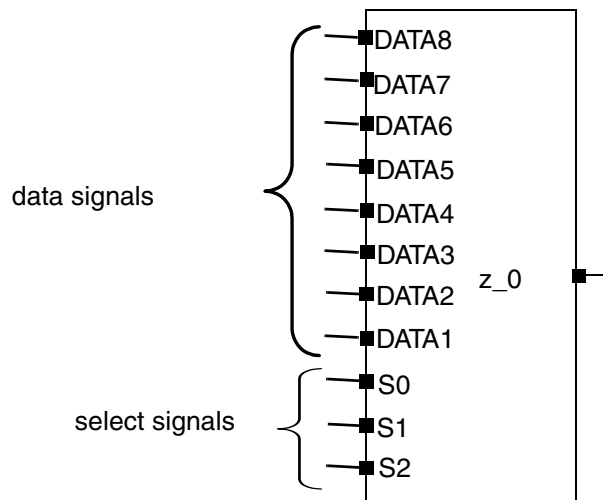 DATA8
DATA7
DATA6
DATA5
data signals
DATA4
DATA3
z_0
DATA2
DATA1
S0
select signals
S1
S2